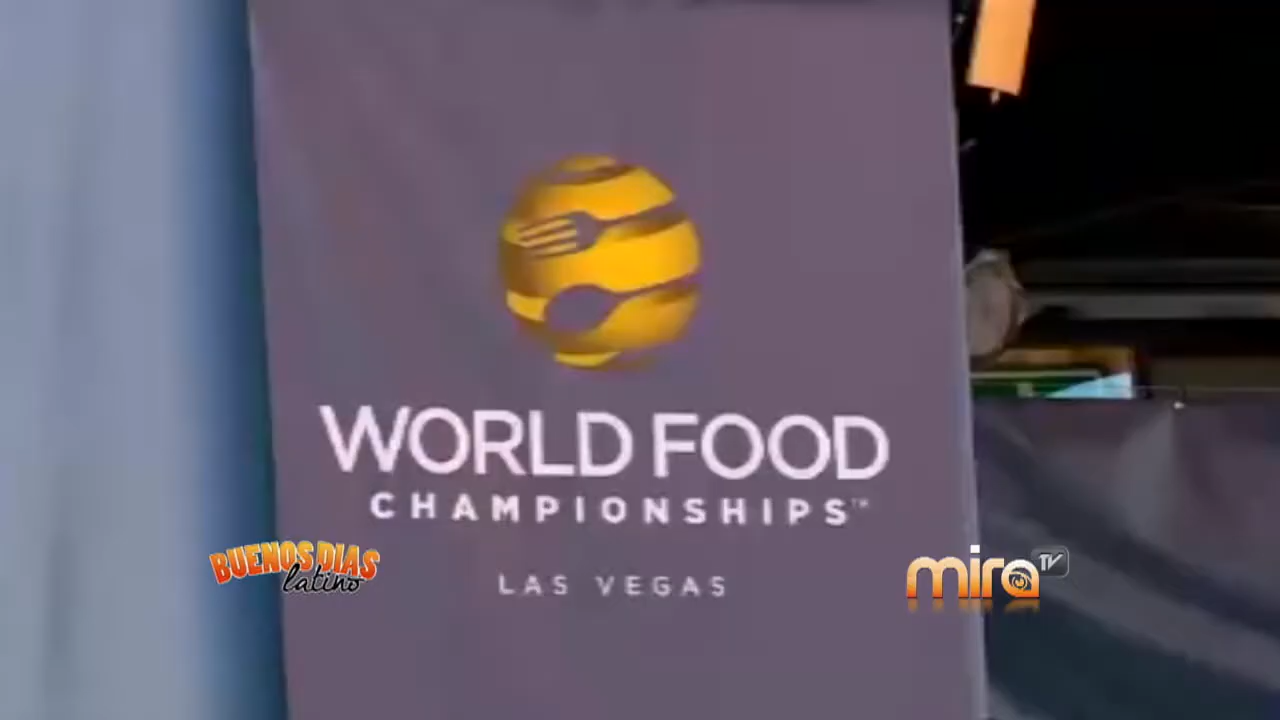 WORLD FOOD
CHAMPIONSHIPS™
LAS VEGAS
BUENOS DIAS
latino
mira TV